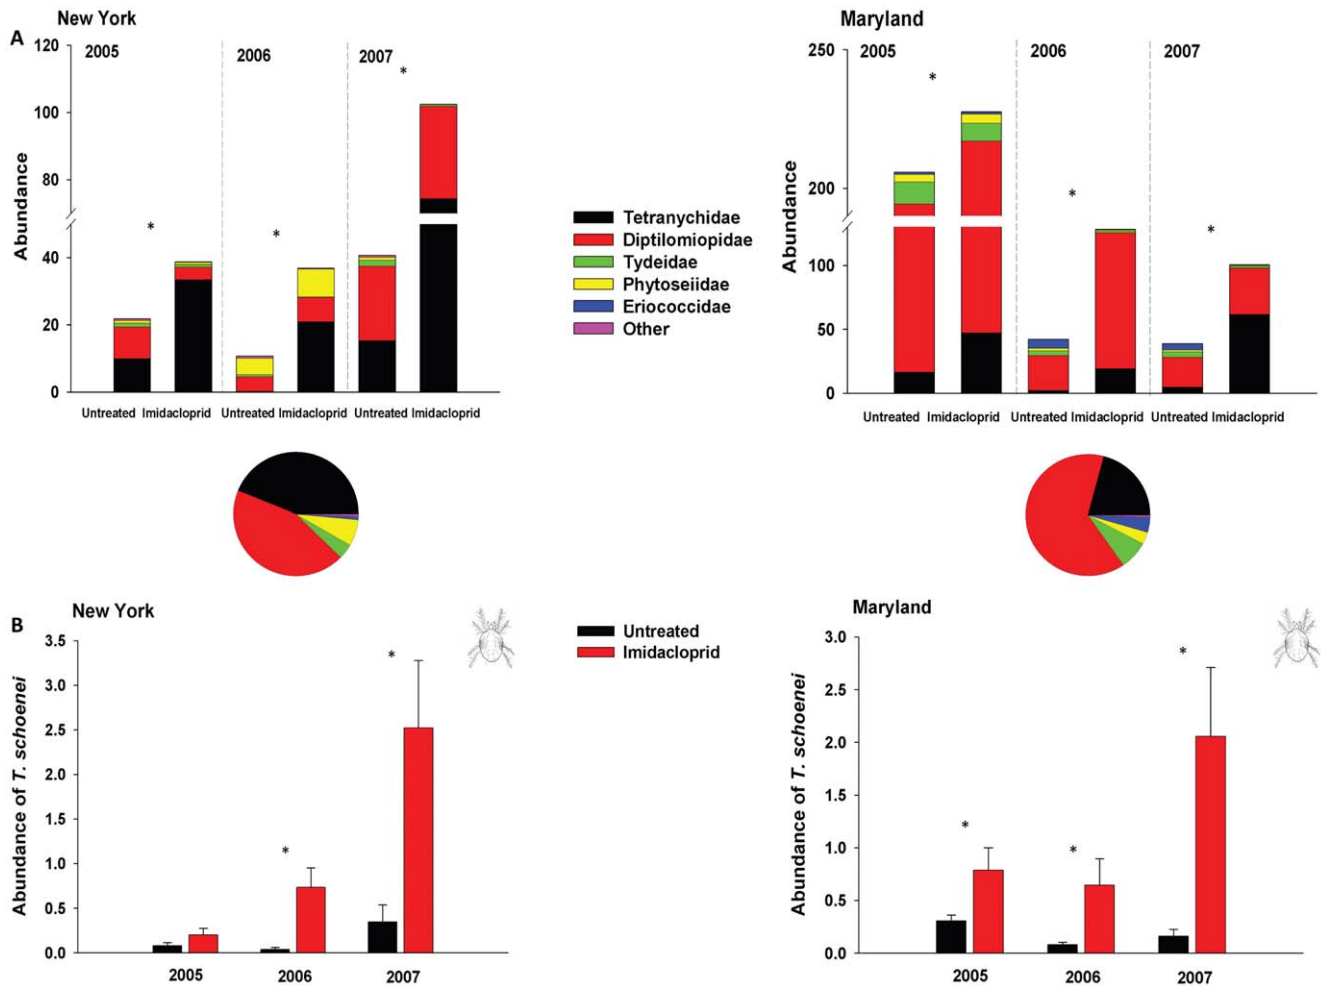 New York
A
2005
2006
2007
120
100
80
40
20
0
Abundance
*
*
*
Untreated Imidacloprid Untreated Imidacloprid Untreated Imidacloprid
Tetranychidae
Diptilomiopidae
Tydeidae
Phytoseiidae
Eriococcidae
Other
Maryland
2005
2006
2007
250
200
100
50
0
Abundance
*
*
*
Untreated Imidacloprid Untreated Imidacloprid Untreated Imidacloprid
B
New York
3.5
3.0
2.5
2.0
1.5
1.0
0.5
0.0
Abundance of T. schoenei
*
*
2005
2006
2007
Untreated
Imidacloprid
Maryland
3.0
2.5
2.0
1.5
1.0
0.5
0.0
Abundance of T. schoenei
*
*
*
2005
2006
2007